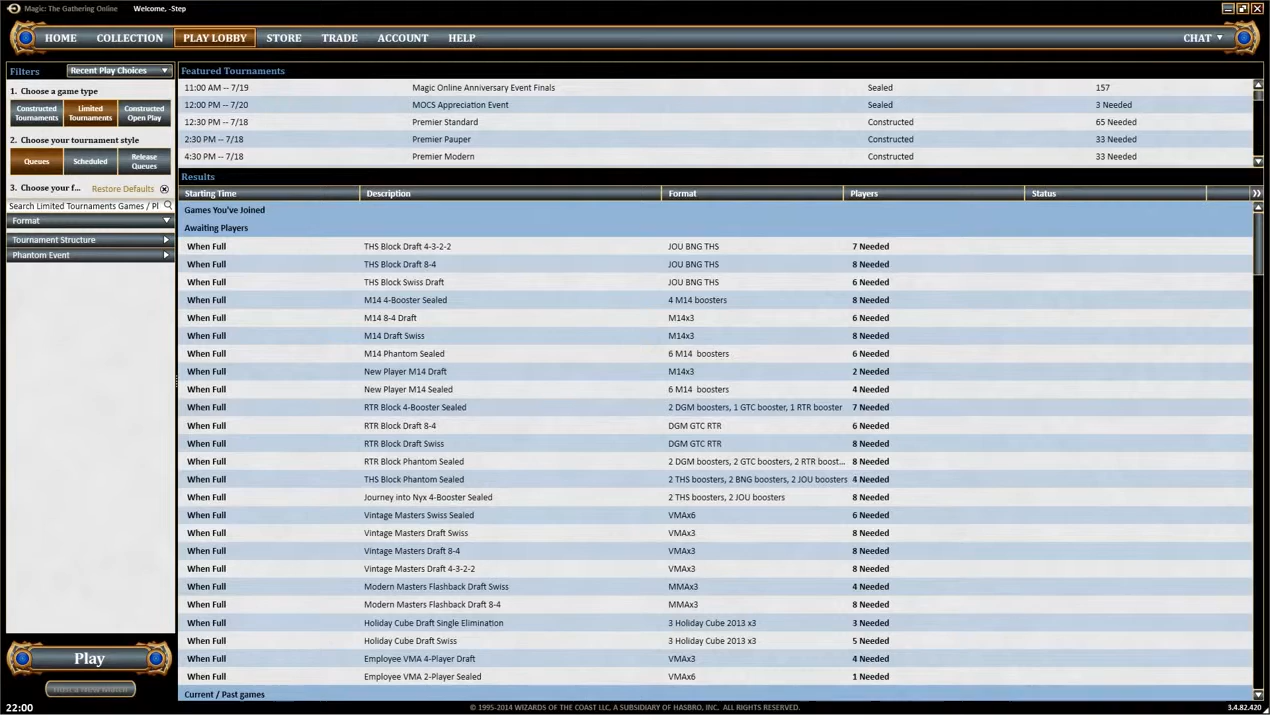 Magic: The Gathering Online Welcome, -Step
HOME COLLECTION PLAY LOBBY STORE TRADE ACCOUNT HELP CHAT
Filters Recent Play Choices
1. Choose a game type
Constructed Tournaments Limited Tournaments Constructed Open Play
2. Choose your tournament style
Queues Scheduled Release Queues
3. Choose your f... Restore Defaults
Search Limited Tournaments Games / Pl
Format
Tournament Structure
Phantom Event
Featured Tournaments
11:00 AM -- 7/19 Magic Online Anniversary Event Finals Sealed 157
12:00 PM -- 7/20 MOCS Appreciation Event Sealed 3 Needed
12:30 PM -- 7/18 Premier Standard Constructed 65 Needed
2:30 PM -- 7/18 Premier Pauper Constructed 33 Needed
4:30 PM -- 7/18 Premier Modern Constructed 33 Needed
Results
Starting Time Description Format Players Status
Games You've Joined
Awaiting Players
When Full THS Block Draft 4-3-2-2 JOU BNG THS 7 Needed
When Full THS Block Draft 8-4 JOU BNG THS 8 Needed
When Full THS Block Swiss Draft JOU BNG THS 6 Needed
When Full M14 4-Booster Sealed 4 M14 boosters 8 Needed
When Full M14 8-4 Draft M14x3 6 Needed
When Full M14 Draft Swiss M14x3 8 Needed
When Full M14 Phantom Sealed 6 M14 boosters 6 Needed
When Full New Player M14 Draft M14x3 2 Needed
When Full New Player M14 Sealed 6 M14 boosters 4 Needed
When Full RTR Block 4-Booster Sealed 2 DGM boosters, 1 GTC booster, 1 RTR booster 7 Needed
When Full RTR Block Draft 8-4 DGM GTC RTR 6 Needed
When Full RTR Block Draft Swiss DGM GTC RTR 8 Needed
When Full RTR Block Phantom Sealed 2 DGM boosters, 2 GTC boosters, 2 RTR boost... 8 Needed
When Full THS Block Phantom Sealed 2 THS boosters, 2 BNG boosters, 2 JOU boosters 4 Needed
When Full Journey into Nyx 4-Booster Sealed 2 THS boosters, 2 JOU boosters 8 Needed
When Full Vintage Masters Swiss Sealed VMAx6 6 Needed
When Full Vintage Masters Draft Swiss VMAx3 8 Needed
When Full Vintage Masters Draft 8-4 VMAx3 8 Needed
When Full Vintage Masters Draft 4-3-2-2 VMAx3 8 Needed
When Full Modern Masters Flashback Draft Swiss MMAx3 4 Needed
When Full Modern Masters Flashback Draft 8-4 MMAx3 8 Needed
When Full Holiday Cube Draft Single Elimination 3 Holiday Cube 2013 x3 3 Needed
When Full Holiday Cube Draft Swiss 3 Holiday Cube 2013 x3 5 Needed
When Full Employee VMA 4-Player Draft VMAx3 4 Needed
When Full Employee VMA 2-Player Sealed VMAx6 1 Needed
Current / Past games
Play
22:00 © 1995-2014 WIZARDS OF THE COAST LLC, A SUBSIDIARY OF HASBRO, INC. ALL RIGHTS RESERVED. 3.4.82.420